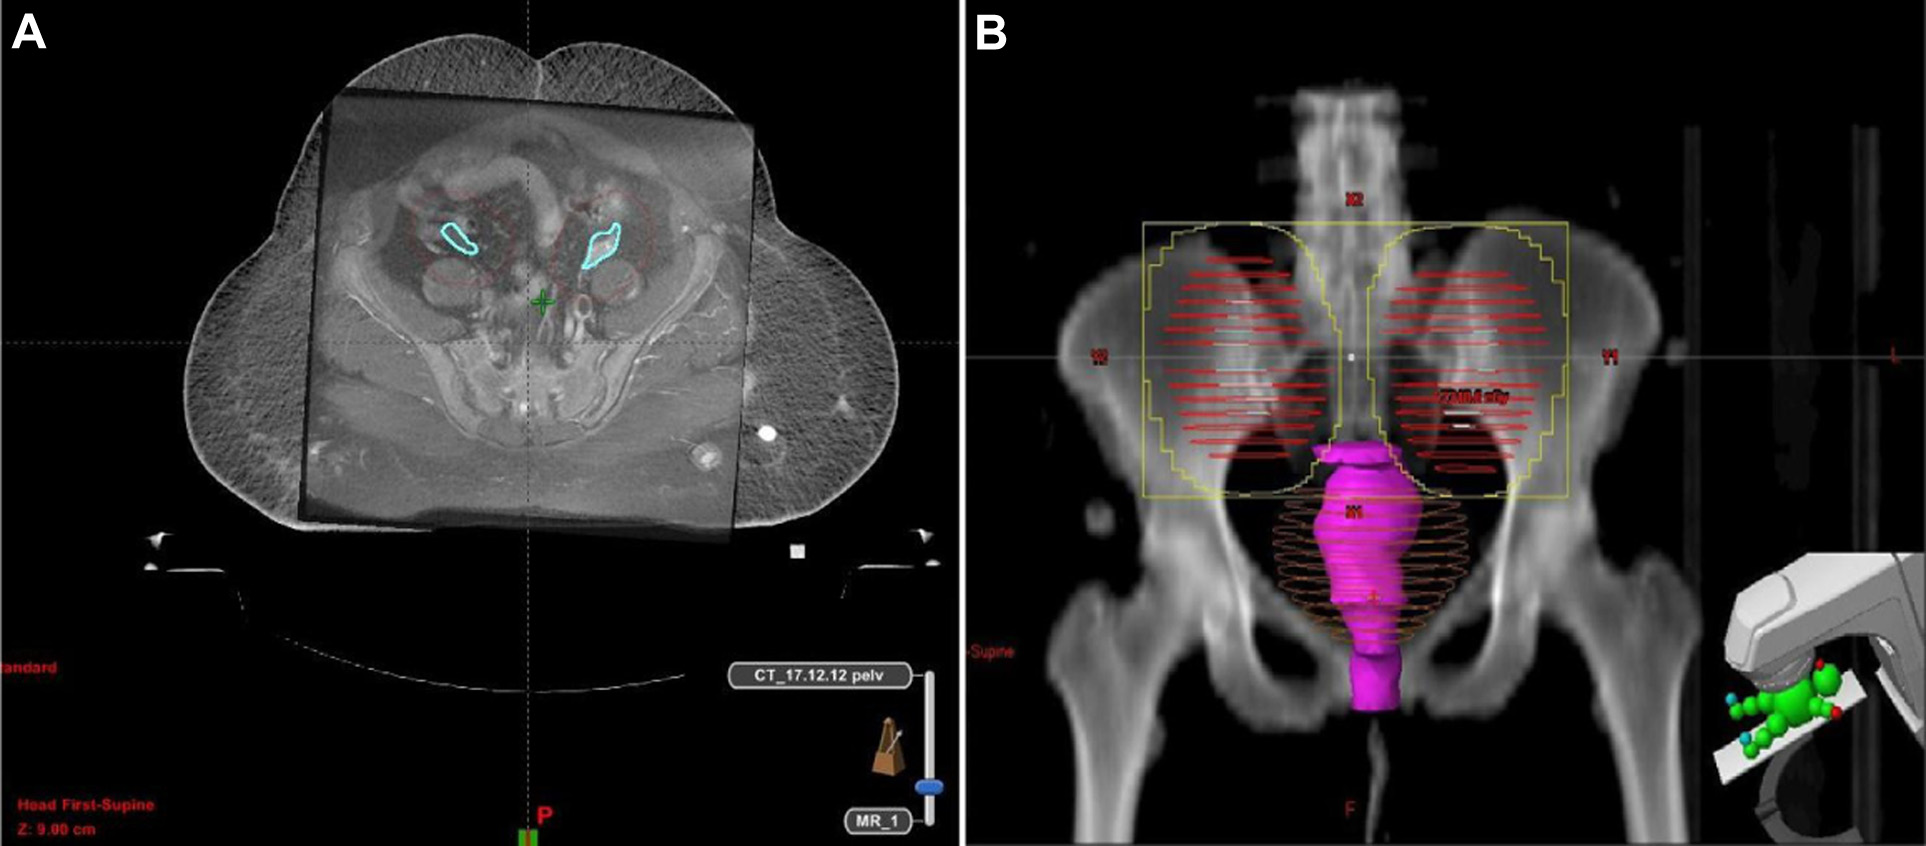 A
B
X2
Y2
Y1
L
X1
-Supine
tandard
CT_17.12.12 pelv
Head First-Supine
Z: 9.00 cm
P
MR_1
F